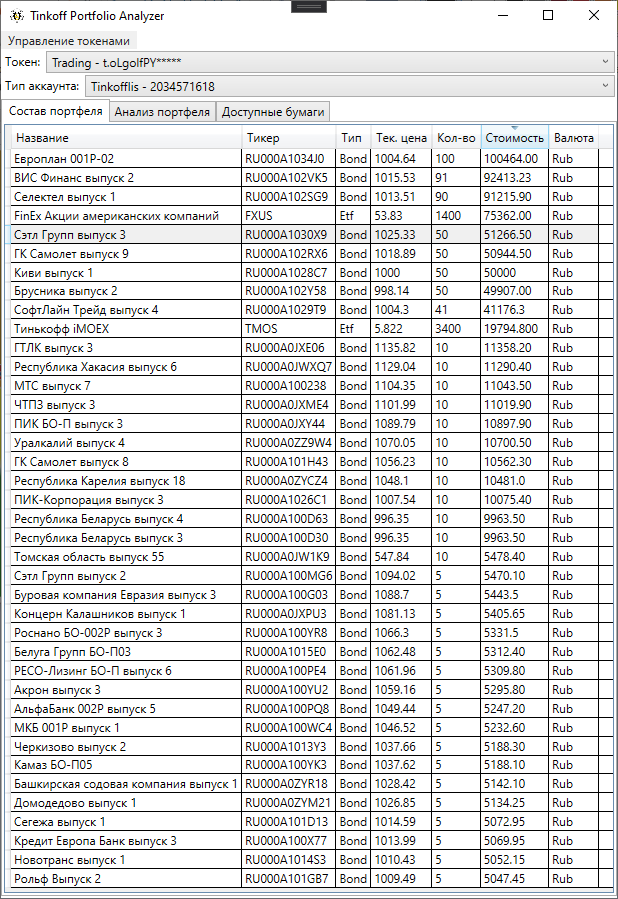 Tinkoff Portfolio Analyzer
Управление токенами
Токен: Trading - t.oLgolfPY*****
Тип аккаунта: TinkoffIis - 2034571618
Состав портфеля Анализ портфеля Доступные бумаги
Название Тикер Тип Тек. цена Кол-во Стоимость Валюта
Европлан 001Р-02 RU000A1034J0 Bond 1004.64 100 100464.00 Rub
ВИС Финанс выпуск 2 RU000A102VK5 Bond 1015.53 91 92413.23 Rub
Селектел выпуск 1 RU000A102SG9 Bond 1013.51 90 91215.90 Rub
FinEx Акции американских компаний FXUS Etf 53.83 1400 75362.00 Rub
Сэтл Групп выпуск 3 RU000A1030X9 Bond 1025.33 50 51266.50 Rub
ГК Самолет выпуск 9 RU000A102RX6 Bond 1018.89 50 50944.50 Rub
Киви выпуск 1 RU000A1028C7 Bond 1000 50 50000 Rub
Брусника выпуск 2 RU000A102Y58 Bond 998.14 50 49907.00 Rub
СофтЛайн Трейд выпуск 4 RU000A1029T9 Bond 1004.3 41 41176.3 Rub
Тинькофф iMOEX TMOS Etf 5.822 3400 19794.800 Rub
ГТЛК выпуск 3 RU000A0JXE06 Bond 1135.82 10 11358.20 Rub
Республика Хакасия выпуск 6 RU000A0JWXQ7 Bond 1129.04 10 11290.40 Rub
МТС выпуск 7 RU000A100238 Bond 1104.35 10 11043.50 Rub
ЧТПЗ выпуск 3 RU000A0JXME4 Bond 1101.99 10 11019.90 Rub
ПИК БО-П выпуск 3 RU000A0JXY44 Bond 1089.79 10 10897.90 Rub
Уралкалий выпуск 4 RU000A0ZZ9W4 Bond 1070.05 10 10700.50 Rub
ГК Самолет выпуск 8 RU000A101H43 Bond 1056.23 10 10562.30 Rub
Республика Карелия выпуск 18 RU000A0ZYCZ4 Bond 1048.1 10 10481.0 Rub
ПИК-Корпорация выпуск 3 RU000A1026C1 Bond 1007.54 10 10075.40 Rub
Республика Беларусь выпуск 4 RU000A100D63 Bond 996.35 10 9963.50 Rub
Республика Беларусь выпуск 3 RU000A100D30 Bond 996.35 10 9963.50 Rub
Томская область выпуск 55 RU000A0JW1K9 Bond 547.84 10 5478.40 Rub
Сэтл Групп выпуск 2 RU000A100MG6 Bond 1094.02 5 5470.10 Rub
Буровая компания Евразия выпуск 3 RU000A100G03 Bond 1088.7 5 5443.5 Rub
Концерн Калашников выпуск 1 RU000A0JXPU3 Bond 1081.13 5 5405.65 Rub
Роснано БО-002Р выпуск 3 RU000A100YR8 Bond 1066.3 5 5331.5 Rub
Белуга Групп БО-П03 RU000A1015E0 Bond 1062.48 5 5312.40 Rub
РЕСО-Лизинг БО-П выпуск 6 RU000A100PE4 Bond 1061.96 5 5309.80 Rub
Акрон выпуск 3 RU000A100YU2 Bond 1059.16 5 5295.80 Rub
АльфаБанк 002Р выпуск 5 RU000A100PQ8 Bond 1049.44 5 5247.20 Rub
МКБ 001Р выпуск 1 RU000A100WC4 Bond 1046.52 5 5232.60 Rub
Черкизово выпуск 2 RU000A1013Y3 Bond 1037.66 5 5188.30 Rub
Камаз БО-П05 RU000A100YK3 Bond 1037.62 5 5188.10 Rub
Башкирская содовая компания выпуск 1 RU000A0ZYR18 Bond 1028.42 5 5142.10 Rub
Домодедово выпуск 1 RU000A0ZYM21 Bond 1026.85 5 5134.25 Rub
Сегежа выпуск 1 RU000A101D13 Bond 1014.59 5 5072.95 Rub
Кредит Европа Банк выпуск 3 RU000A100X77 Bond 1013.99 5 5069.95 Rub
Новотранс выпуск 1 RU000A1014S3 Bond 1010.43 5 5052.15 Rub
Рольф Выпуск 2 RU000A101GB7 Bond 1009.49 5 5047.45 Rub